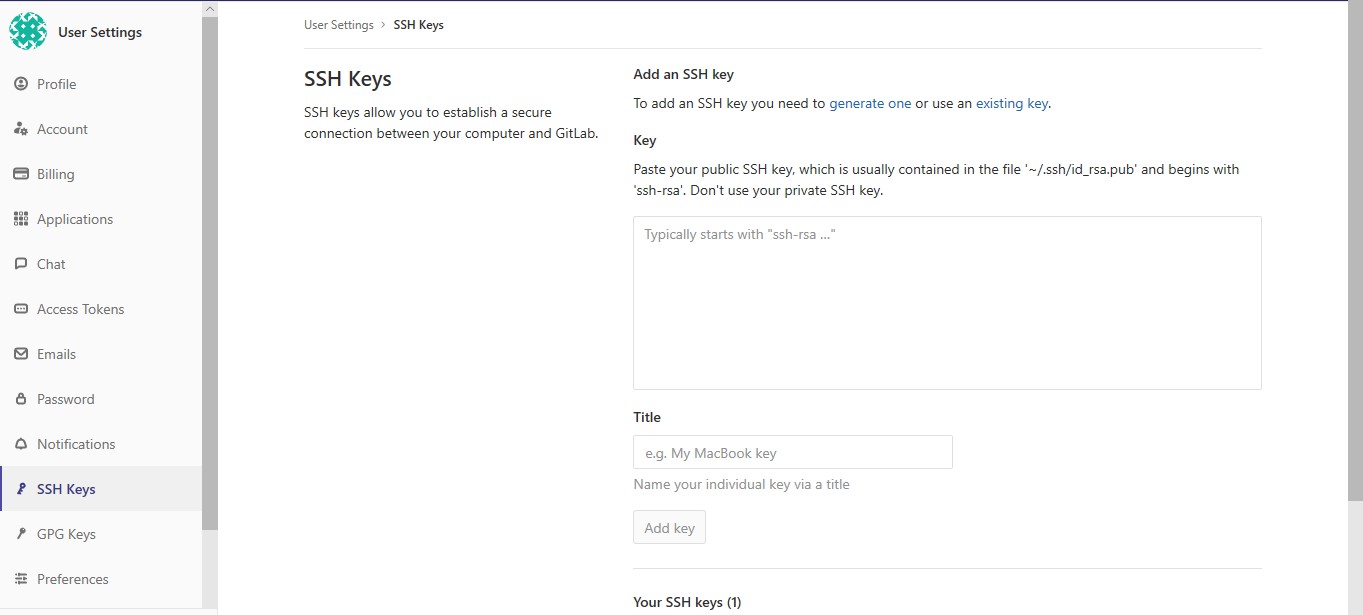 User Settings
Profile
Account
Billing
Applications
Chat
Access Tokens
Emails
Password
Notifications
SSH Keys
GPG Keys
Preferences
User Settings › SSH Keys
SSH Keys
SSH keys allow you to establish a secure
connection between your computer and GitLab.
Add an SSH key
To add an SSH key you need to generate one or use an existing key.
Key
Paste your public SSH key, which is usually contained in the file '~/.ssh/id_rsa.pub' and begins with
'ssh-rsa'. Don't use your private SSH key.
Typically starts with "ssh-rsa ..."
Title
e.g. My MacBook key
Name your individual key via a title
Add key
Your SSH keys (1)